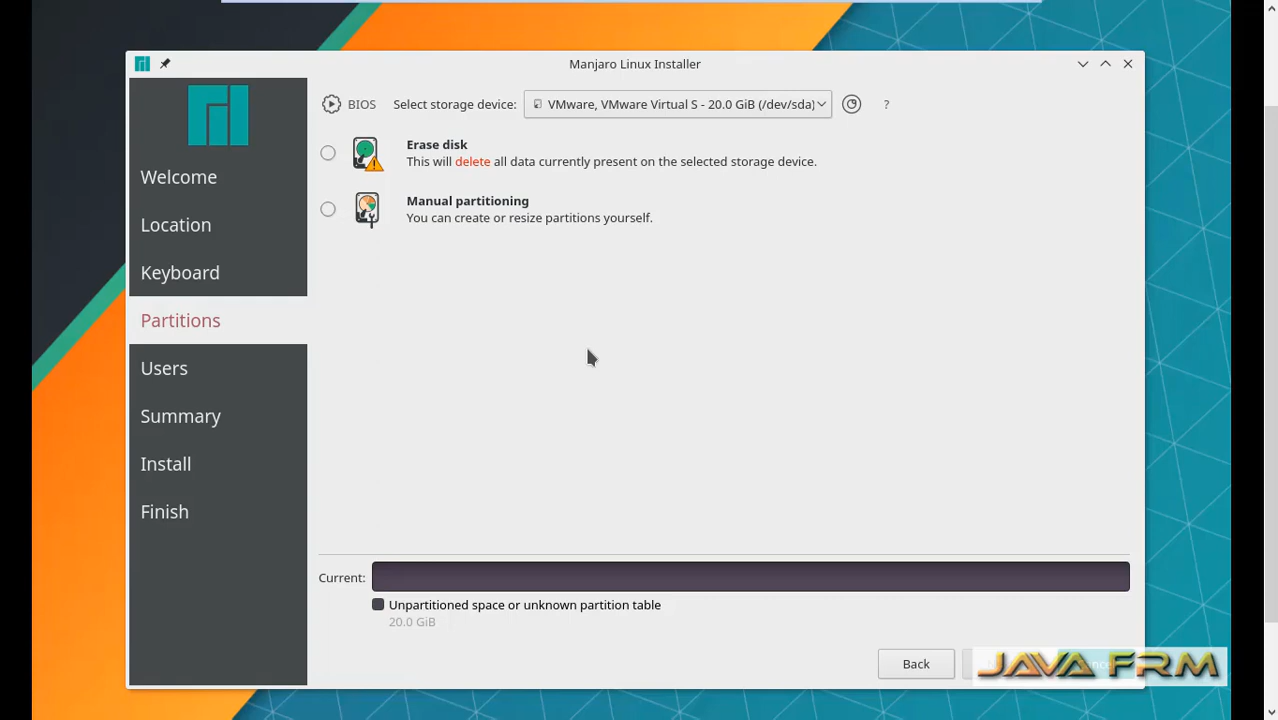 Manjaro Linux Installer
BIOS Select storage device: VMware, VMware Virtual S - 20.0 GiB (/dev/sda) ?
Erase disk
This will delete all data currently present on the selected storage device.
Manual partitioning
You can create or resize partitions yourself.
Welcome
Location
Keyboard
Partitions
Users
Summary
Install
Finish
Current:
Unpartitioned space or unknown partition table
20.0 GiB
Back
JAVA FRM